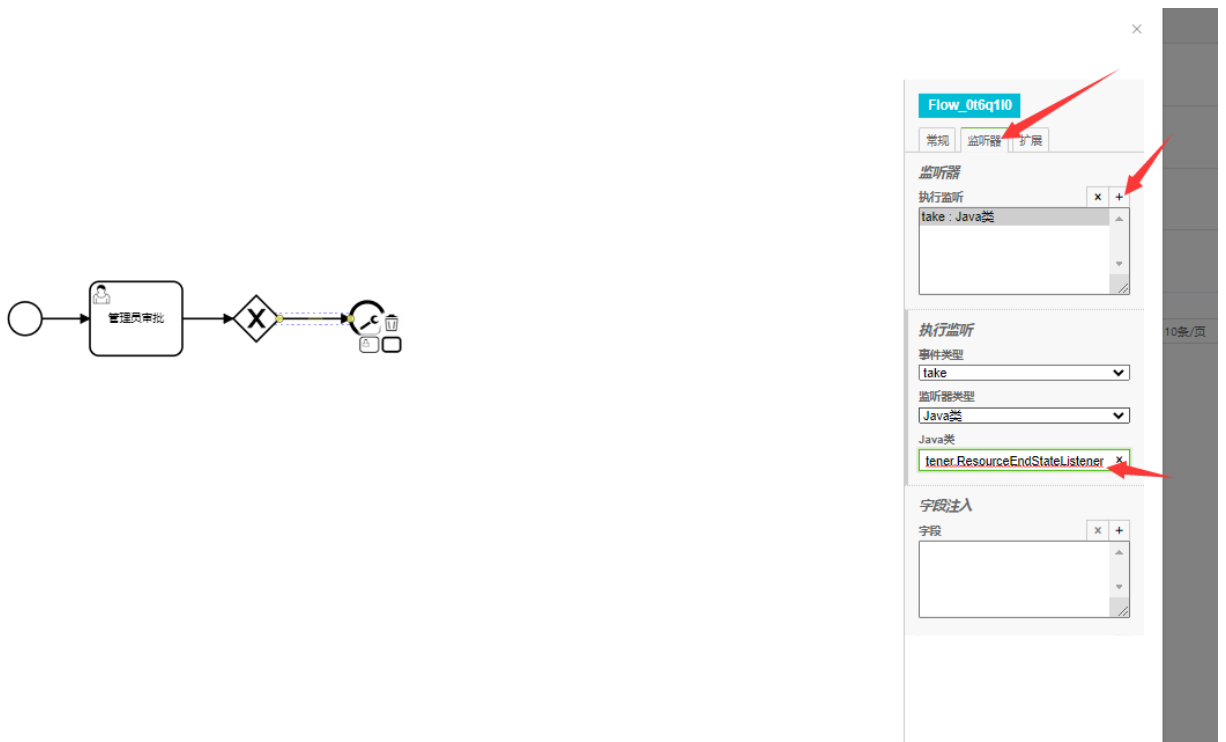 ×
Flow_0t6q1l0
常规 监听器 扩展
监听器
执行监听 × +
take : Java类
管理员审批
X
执行监听
事件类型
take
监听器类型
Java类
Java类
tener.ResourceEndStateListener ×
字段注入
字段 × +
10条/页